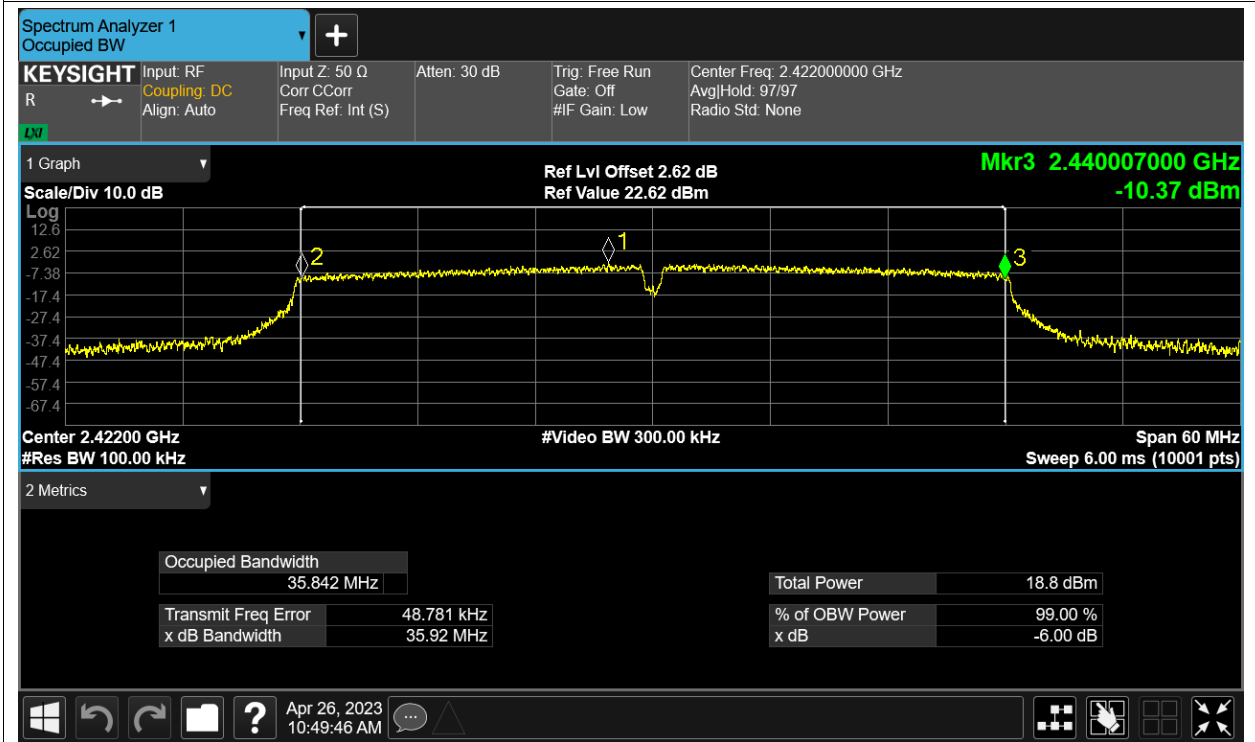 Spectrum Analyzer 1
Occupied BW
KEYSIGHT
R
LXI
Input: RF
Coupling: DC
Align: Auto
Input Z: 50 Ω
Corr CCorr
Freq Ref: Int (S)
Atten: 30 dB
Trig: Free Run
Gate: Off
#IF Gain: Low
Center Freq: 2.422000000 GHz
Avg|Hold: 97/97
Radio Std: None
1 Graph
Scale/Div 10.0 dB
Ref Lvl Offset 2.62 dB
Ref Value 22.62 dBm
Mkr3 2.440007000 GHz
-10.37 dBm
Log
12.6
2.62
-7.38
-17.4
-27.4
-37.4
-47.4
-57.4
-67.4
2
1
3
Center 2.42200 GHz
#Res BW 100.00 kHz
#Video BW 300.00 kHz
Span 60 MHz
Sweep 6.00 ms (10001 pts)
2 Metrics
Occupied Bandwidth
35.842 MHz
Transmit Freq Error 48.781 kHz
x dB Bandwidth 35.92 MHz
Total Power 18.8 dBm
% of OBW Power 99.00 %
x dB -6.00 dB
?
Apr 26, 2023
10:49:46 AM